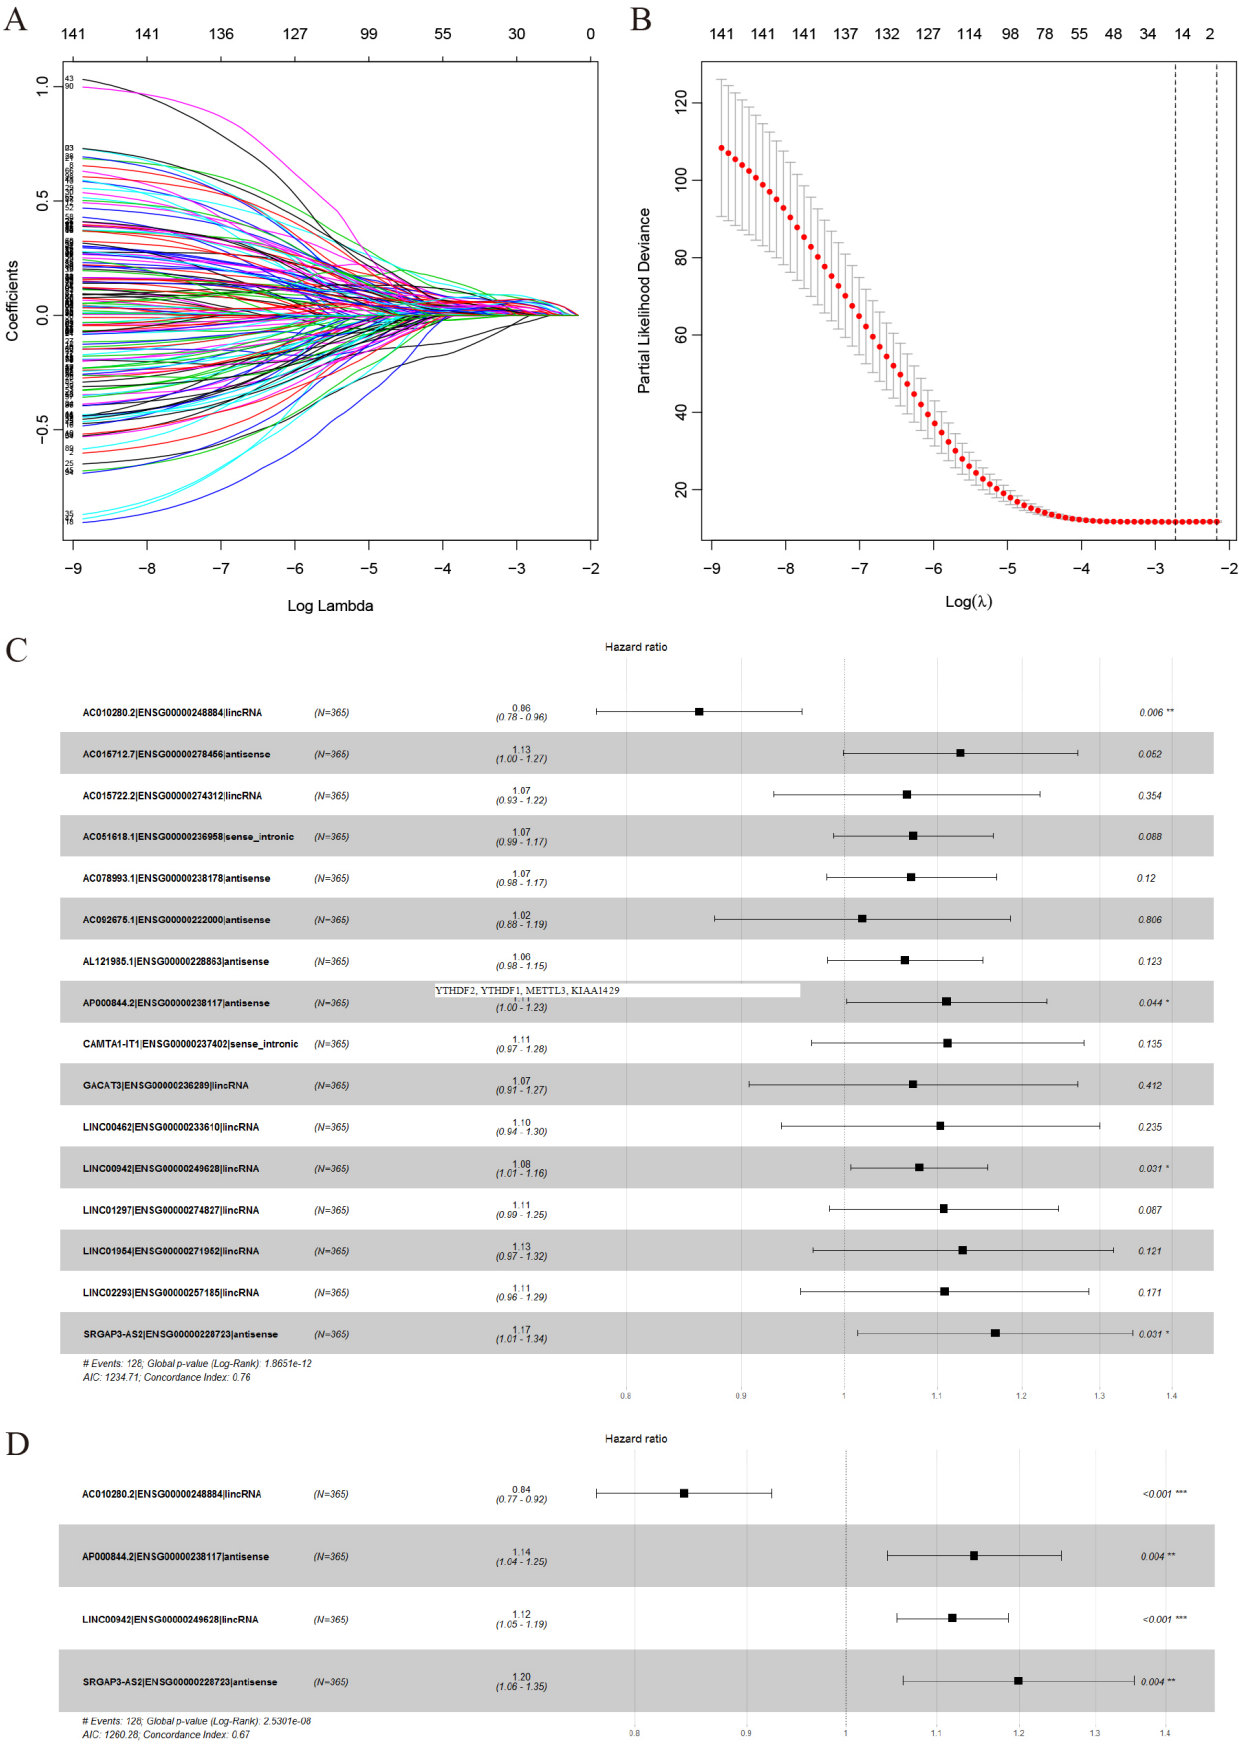 A
141 141 136 127 99 55 30 0
43
90
1.0
0.5
0.0
−0.5
Coefficients
−9 −8 −7 −6 −5 −4 −3 −2
Log Lambda
B
141 141 141 137 132 127 114 98 78 55 48 34 14 2
120
100
80
60
40
20
Partial Likelihood Deviance
−9 −8 −7 −6 −5 −4 −3 −2
Log(λ)
C
Hazard ratio
AC010280.2|ENSG00000248884|lincRNA (N=365) 0.86 (0.78 - 0.96) 0.006 **
AC015712.7|ENSG00000278456|antisense (N=365) 1.13 (1.00 - 1.27) 0.052
AC015722.2|ENSG00000274312|lincRNA (N=365) 1.07 (0.93 - 1.22) 0.354
AC051618.1|ENSG00000236958|sense_intronic (N=365) 1.07 (0.99 - 1.17) 0.088
AC078993.1|ENSG00000238178|antisense (N=365) 1.07 (0.98 - 1.17) 0.12
AC092675.1|ENSG00000222000|antisense (N=365) 1.02 (0.88 - 1.19) 0.806
AL121985.1|ENSG00000228863|antisense (N=365) 1.06 (0.98 - 1.15) 0.123
YTHDF2, YTHDF1, METTL3, KIAA1429
AP000844.2|ENSG00000238117|antisense (N=365) (1.00 - 1.23) 0.044 *
CAMTA1-IT1|ENSG00000237402|sense_intronic (N=365) 1.11 (0.97 - 1.28) 0.135
GACAT3|ENSG00000236289|lincRNA (N=365) 1.07 (0.91 - 1.27) 0.412
LINC00462|ENSG00000233610|lincRNA (N=365) 1.10 (0.94 - 1.30) 0.235
LINC00942|ENSG00000249628|lincRNA (N=365) 1.08 (1.01 - 1.16) 0.031 *
LINC01297|ENSG00000274827|lincRNA (N=365) 1.11 (0.99 - 1.25) 0.087
LINC01954|ENSG00000271952|lincRNA (N=365) 1.13 (0.97 - 1.32) 0.121
LINC02293|ENSG00000257185|lincRNA (N=365) 1.11 (0.96 - 1.29) 0.171
SRGAP3-AS2|ENSG00000228723|antisense (N=365) 1.17 (1.01 - 1.34) 0.031 *
# Events: 128; Global p-value (Log-Rank): 1.8651e-12
AIC: 1234.71; Concordance Index: 0.76
0.8 0.9 1 1.1 1.2 1.3 1.4
D
Hazard ratio
AC010280.2|ENSG00000248884|lincRNA (N=365) 0.84 (0.77 - 0.92) <0.001 ***
AP000844.2|ENSG00000238117|antisense (N=365) 1.14 (1.04 - 1.25) 0.004 **
LINC00942|ENSG00000249628|lincRNA (N=365) 1.12 (1.05 - 1.19) <0.001 ***
SRGAP3-AS2|ENSG00000228723|antisense (N=365) 1.20 (1.06 - 1.35) 0.004 **
# Events: 128; Global p-value (Log-Rank): 2.5301e-08
AIC: 1260.28; Concordance Index: 0.67
0.8 0.9 1 1.1 1.2 1.3 1.4